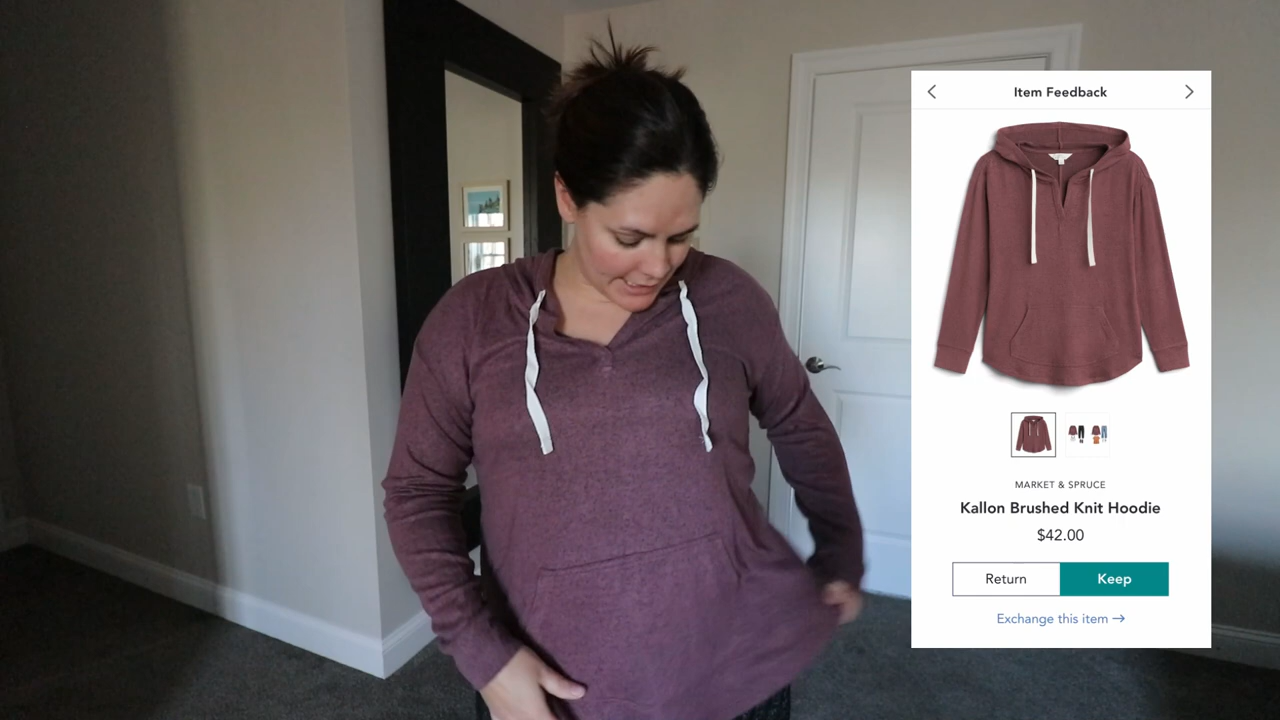 Item Feedback
MARKET & SPRUCE
Kallon Brushed Knit Hoodie
$42.00
Return Keep
Exchange this item →